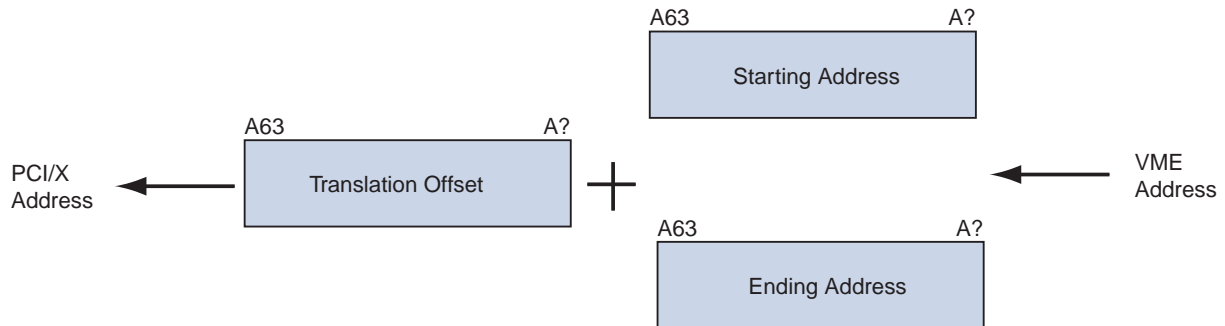 A63 A?
Starting Address
A63 A?
Translation Offset
PCI/X
Address
VME
Address
A63 A?
Ending Address